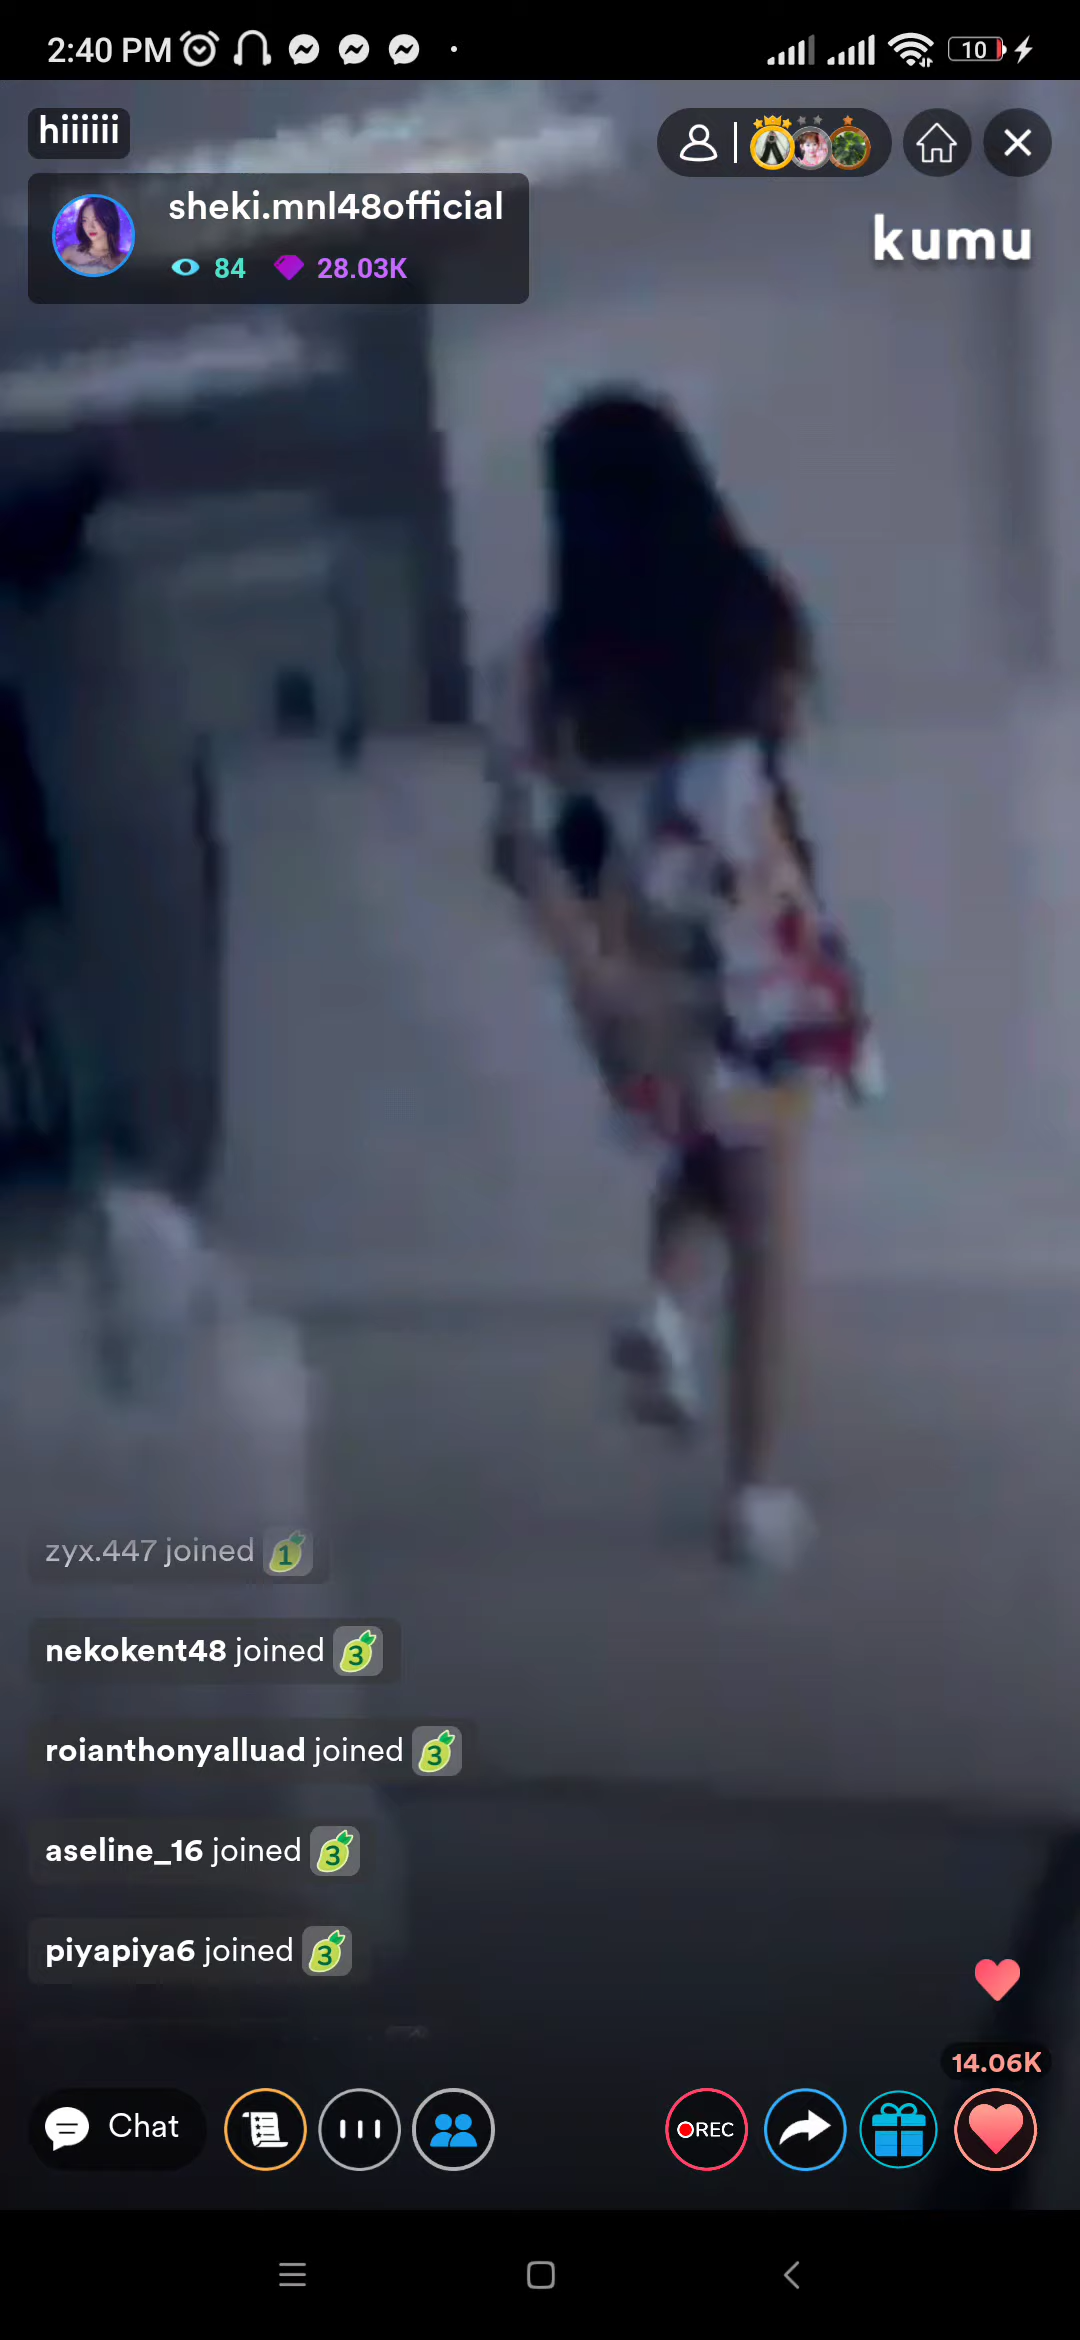 2:40 PM
10
hiiiiii
sheki.mnl48official
84 28.03K
kumu
zyx.447 joined 1
nekokent48 joined 3
roianthonyalluad joined 3
aseline_16 joined 3
piyapiya6 joined 3
14.06K
Chat
REC